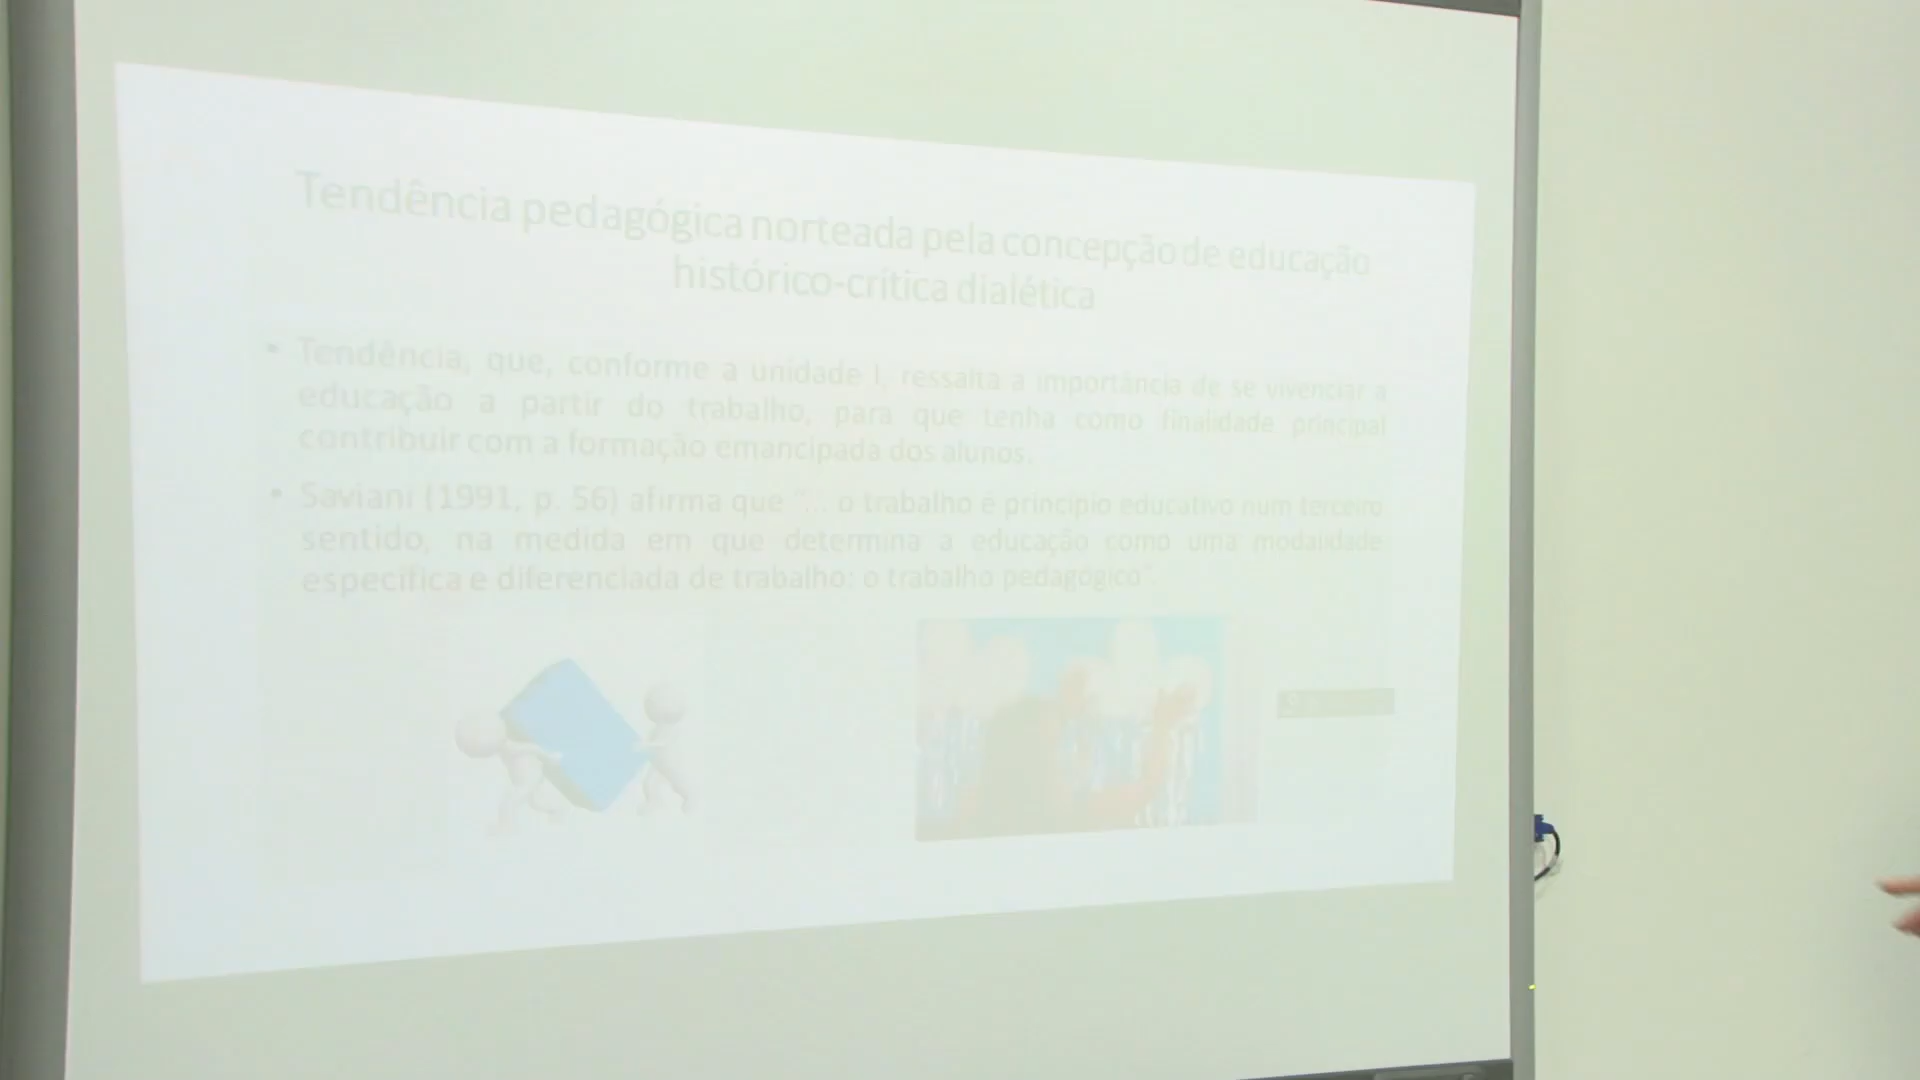 Tendência pedagógica norteada pela concepção de educação
histórico-crítica dialética
• Tendência, que, conforme a unidade I, ressalta a importância de se vivenciar a
educação a partir do trabalho, para que tenha como finalidade principal
contribuir com a formação emancipada dos alunos.
• Saviani (1991, p. 56) afirma que “... o trabalho é princípio educativo num terceiro
sentido, na medida em que determina a educação como uma modalidade
específica e diferenciada de trabalho: o trabalho pedagógico”.